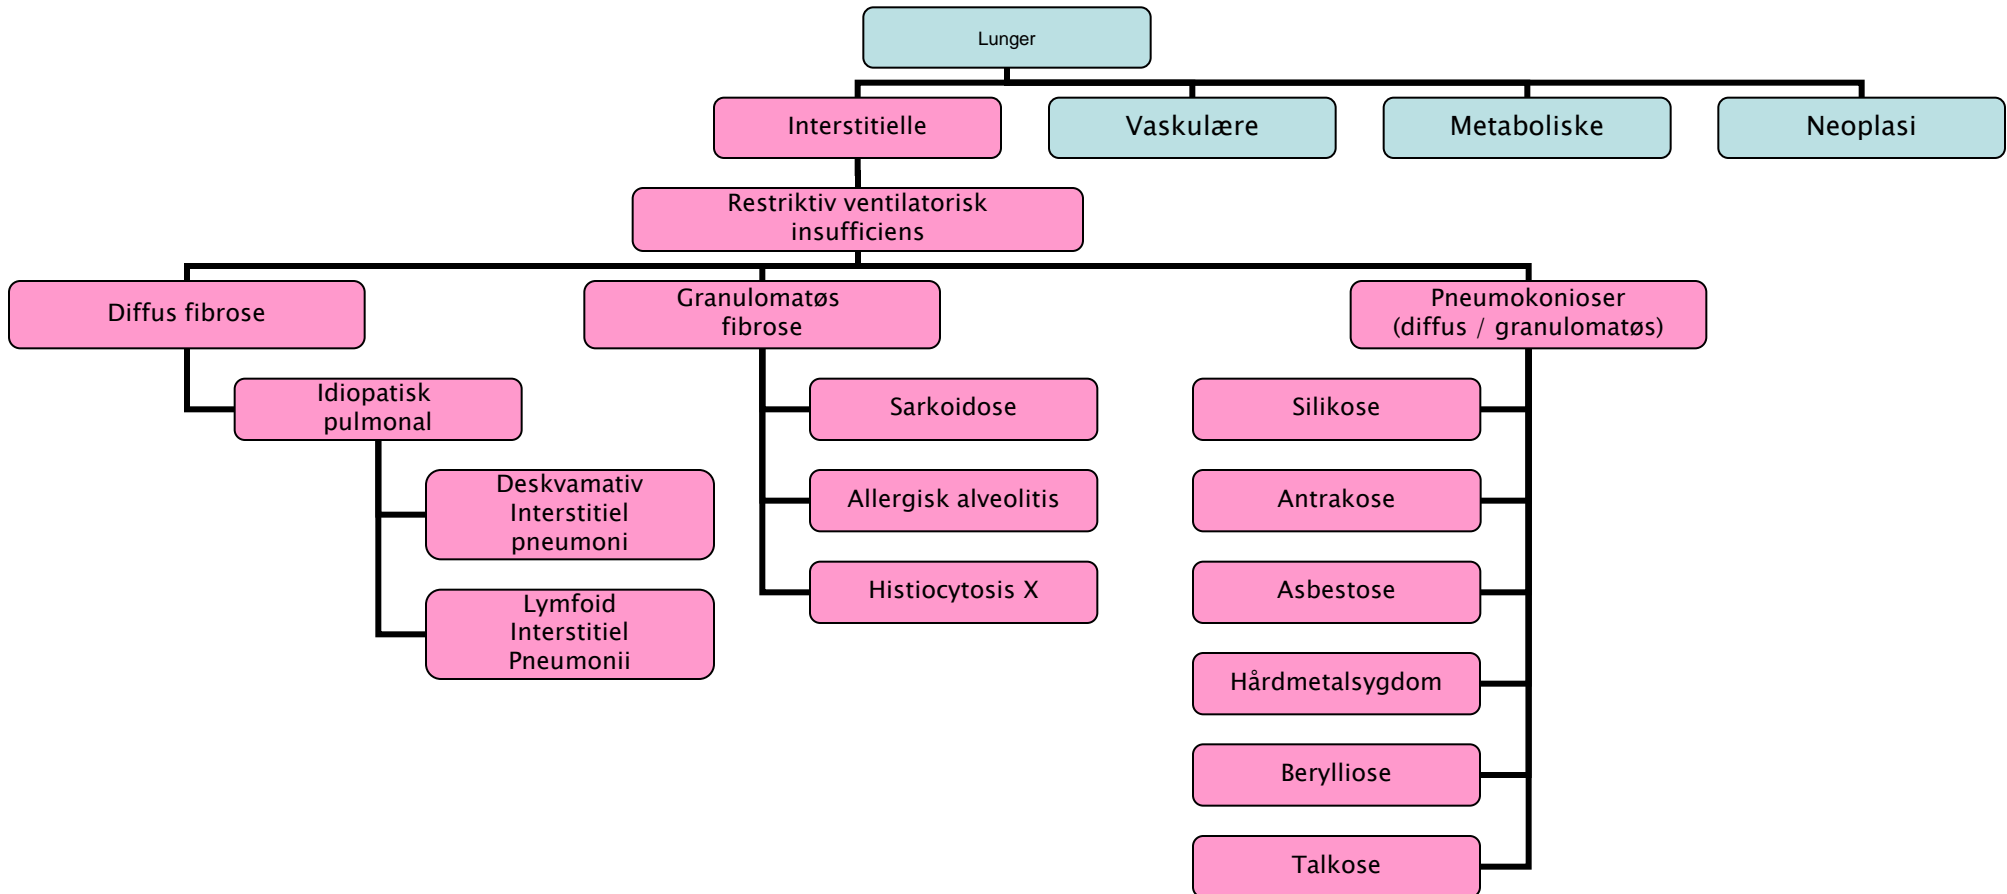 Lunger
Interstitielle
Vaskulære
Metaboliske
Neoplasi
Restriktiv ventilatorisk
insufficiens
Diffus fibrose
Granulomatøs
fibrose
Pneumokonioser
(diffus / granulomatøs)
Idiopatisk
pulmonal
Sarkoidose
Silikose
Deskvamativ
Interstitiel
pneumoni
Allergisk alveolitis
Antrakose
Lymfoid
Interstitiel
Pneumonii
Histiocytosis X
Asbestose
Hårdmetalsygdom
Berylliose
Talkose